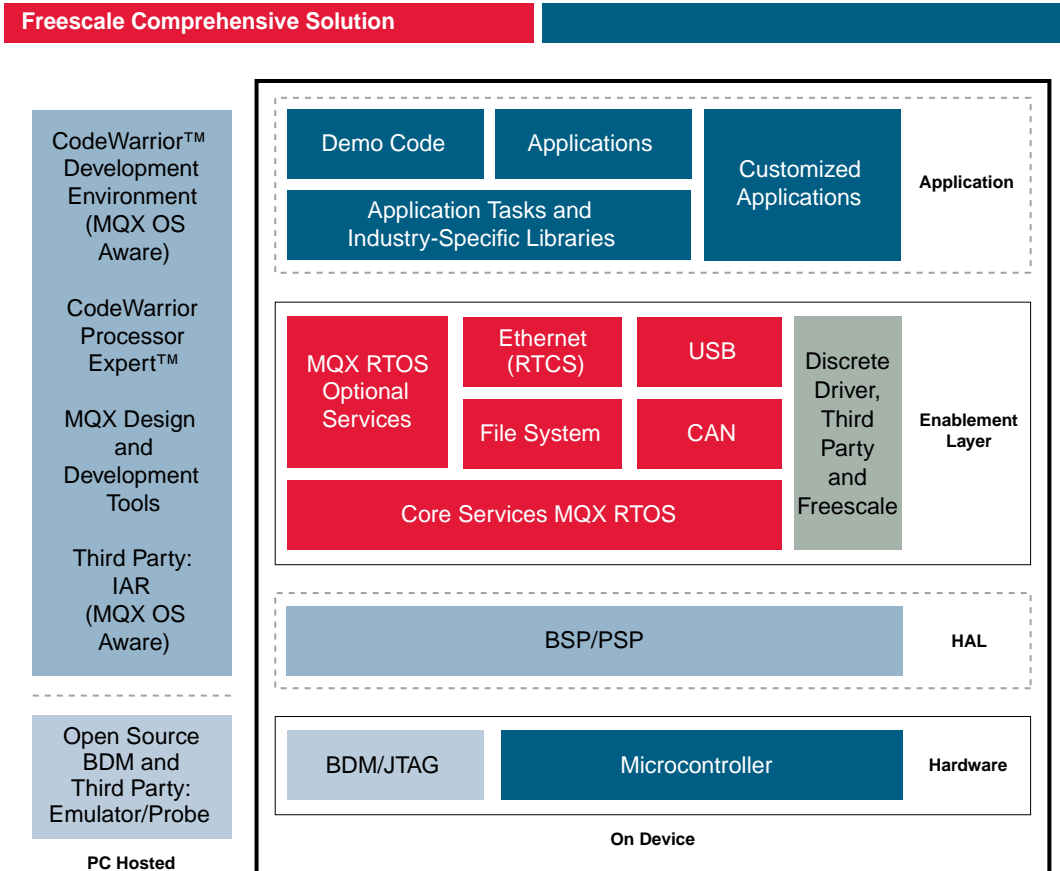 Freescale Comprehensive Solution
CodeWarrior™
Development
Environment
(MQX OS
Aware)
CodeWarrior
Processor
Expert™
MQX Design
and
Development
Tools
Third Party:
IAR
(MQX OS
Aware)
Open Source
BDM and
Third Party:
Emulator/Probe
PC Hosted
Demo Code
Applications
Customized
Applications
Application Tasks and
Industry-Specific Libraries
Application
MQX RTOS
Optional
Services
Ethernet
(RTCS)
USB
File System
CAN
Core Services MQX RTOS
Discrete
Driver,
Third
Party
and
Freescale
Enablement
Layer
BSP/PSP
HAL
BDM/JTAG
Microcontroller
Hardware
On Device